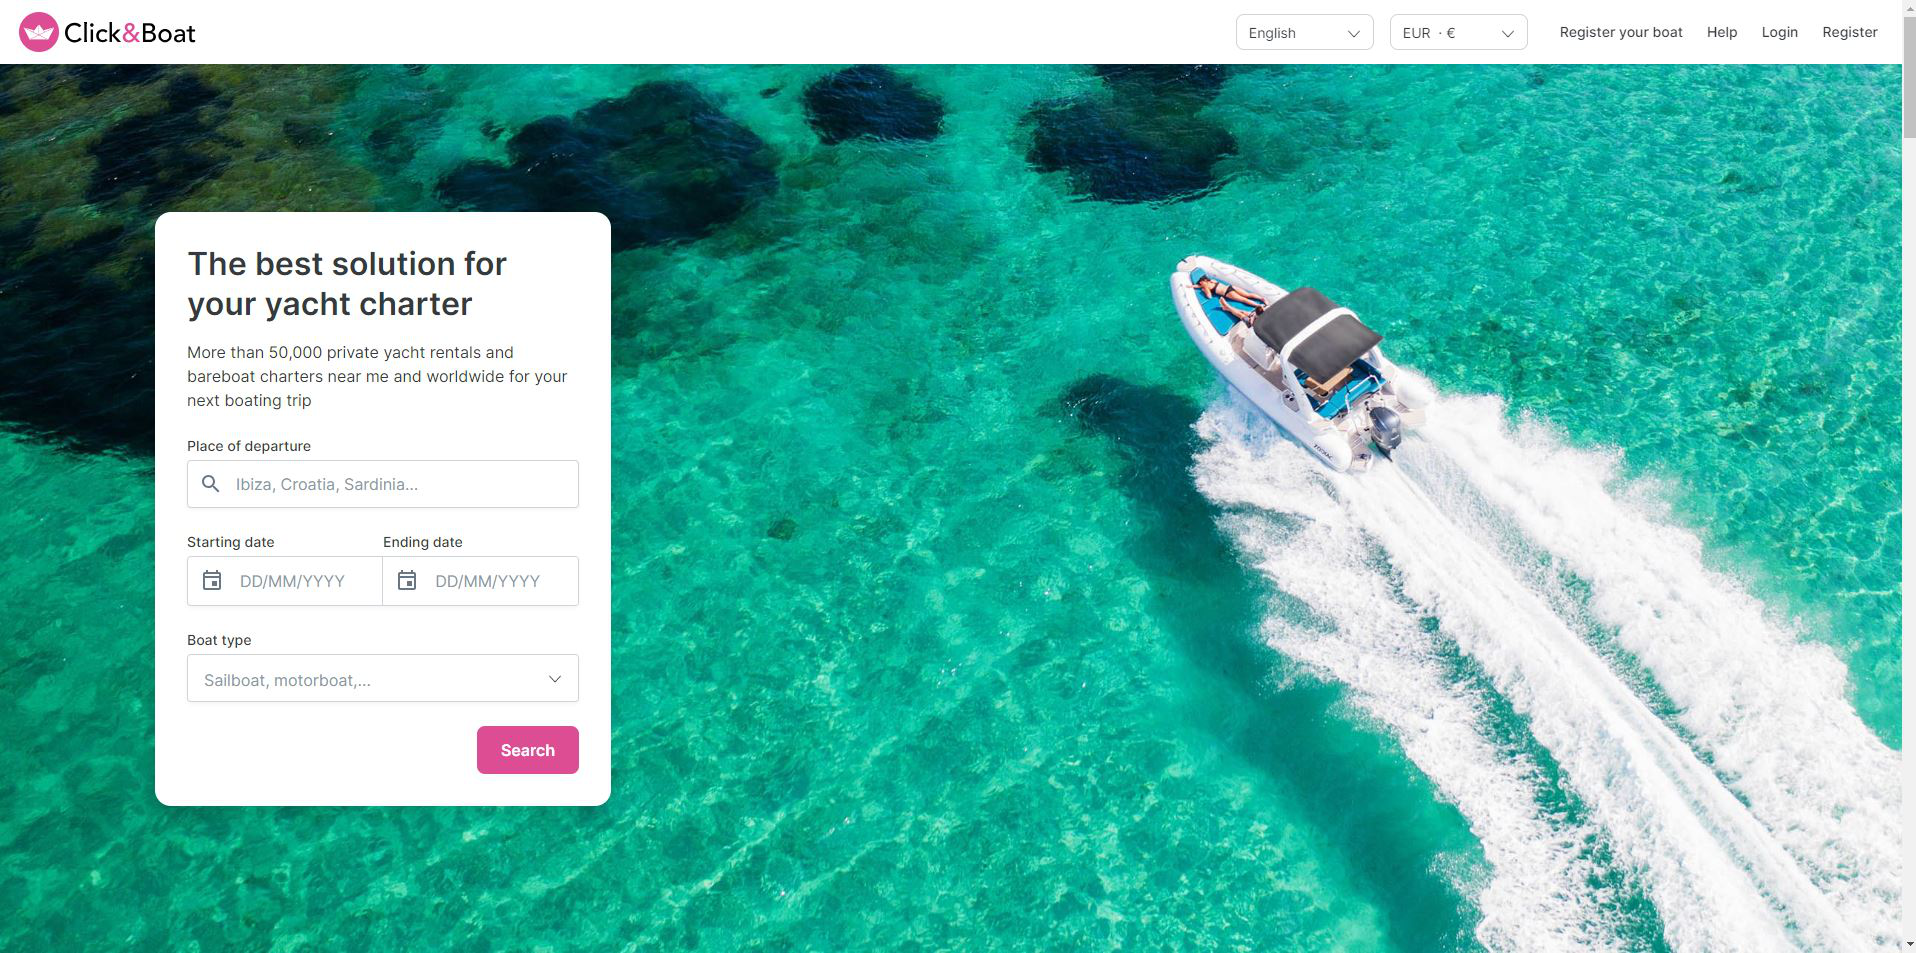 Click&Boat
English
EUR · €
Register your boat
Help
Login
Register
The best solution for
your yacht charter
More than 50,000 private yacht rentals and
bareboat charters near me and worldwide for your
next boating trip
Place of departure
Ibiza, Croatia, Sardinia...
Starting date
Ending date
DD/MM/YYYY
DD/MM/YYYY
Boat type
Sailboat, motorboat,...
Search
ZODIAC